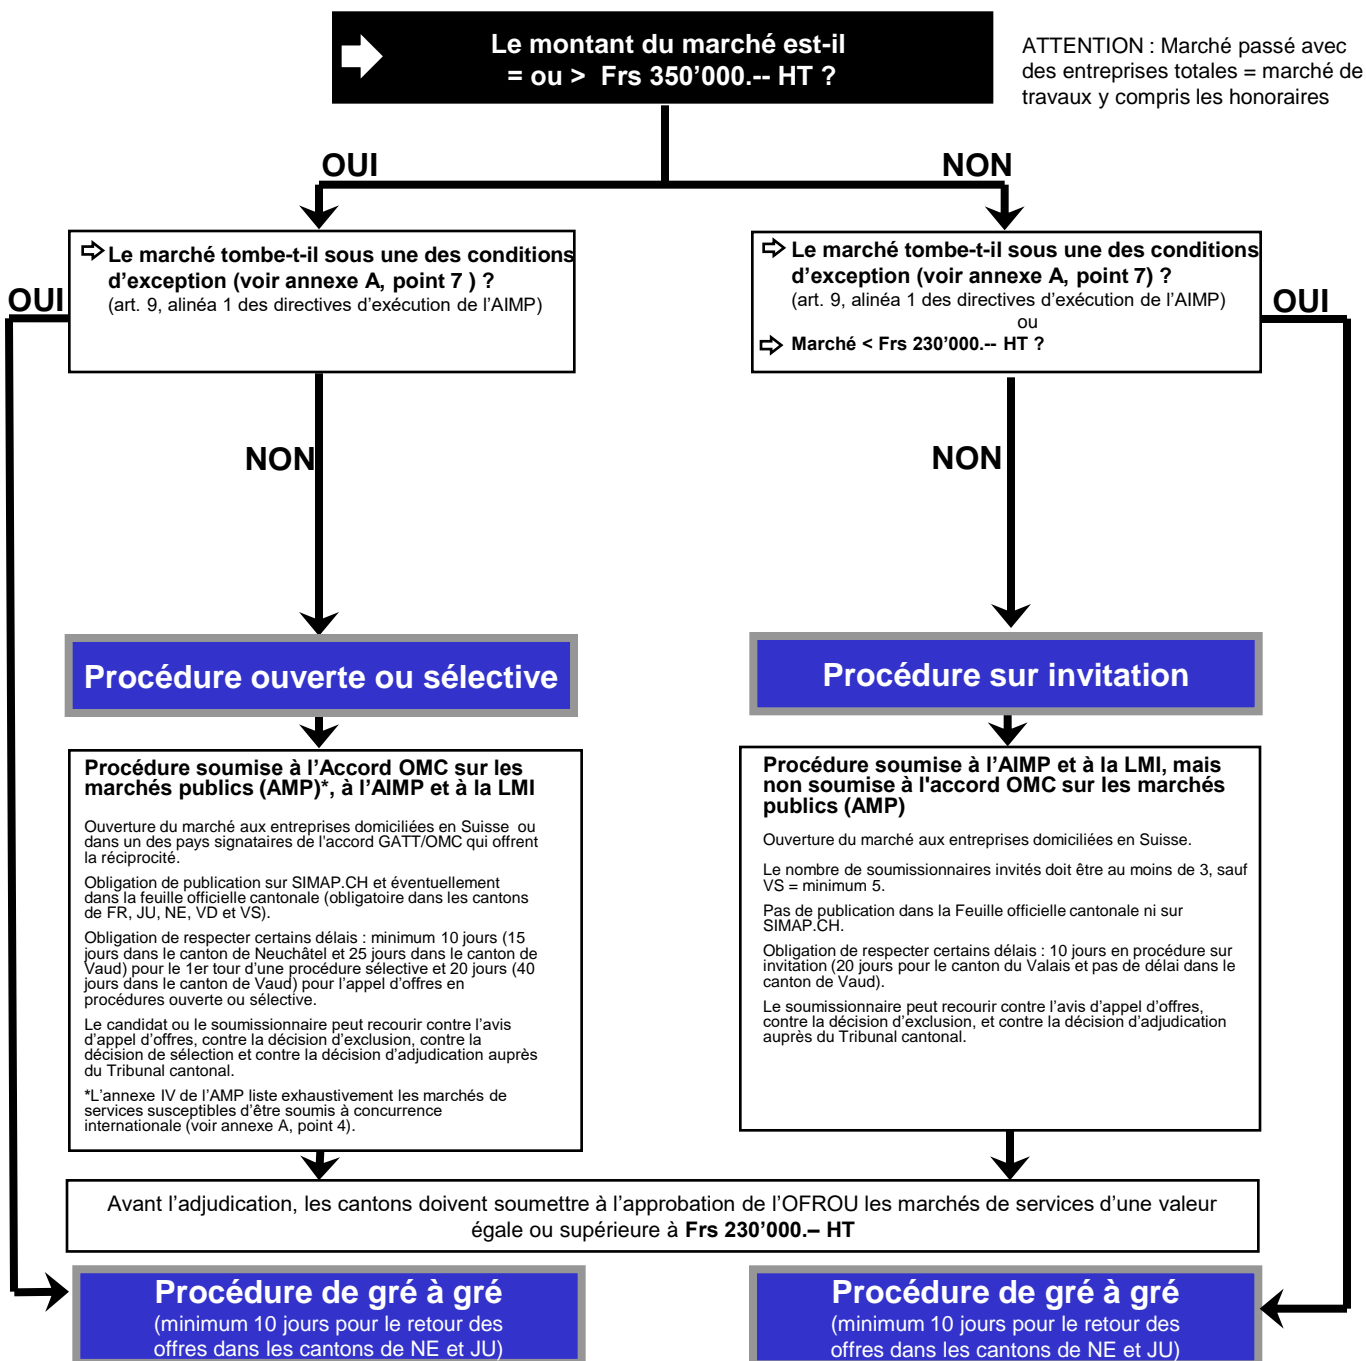 Le montant du marché est-il
= ou > Frs 350'000.-- HT ?
ATTENTION : Marché passé avec
des entreprises totales = marché de
travaux y compris les honoraires
OUI
NON
Le marché tombe-t-il sous une des conditions
d'exception (voir annexe A, point 7 ) ?
(art. 9, alinéa 1 des directives d'exécution de l'AIMP)
OUI
NON
Le marché tombe-t-il sous une des conditions
d'exception (voir annexe A, point 7) ?
(art. 9, alinéa 1 des directives d'exécution de l'AIMP)
ou
Marché < Frs 230'000.-- HT ?
OUI
NON
Procédure ouverte ou sélective
Procédure soumise à l'Accord OMC sur les
marchés publics (AMP)*, à l'AIMP et à la LMI
Ouverture du marché aux entreprises domiciliées en Suisse ou
dans un des pays signataires de l'accord GATT/OMC qui offrent
la réciprocité.
Obligation de publication sur SIMAP.CH et éventuellement
dans la feuille officielle cantonale (obligatoire dans les cantons
de FR, JU, NE, VD et VS).
Obligation de respecter certains délais : minimum 10 jours (15
jours dans le canton de Neuchâtel et 25 jours dans le canton de
Vaud) pour le 1er tour d'une procédure sélective et 20 jours (40
jours dans le canton de Vaud) pour l'appel d'offres en
procédures ouverte ou sélective.
Le candidat ou le soumissionnaire peut recourir contre l'avis
d'appel d'offres, contre la décision d'exclusion, contre la
décision de sélection et contre la décision d'adjudication auprès
du Tribunal cantonal.
*L'annexe IV de l'AMP liste exhaustivement les marchés de
services susceptibles d'être soumis à concurrence
internationale (voir annexe A, point 4).
Procédure sur invitation
Procédure soumise à l'AIMP et à la LMI, mais
non soumise à l'accord OMC sur les marchés
publics (AMP)
Ouverture du marché aux entreprises domiciliées en Suisse.
Le nombre de soumissionnaires invités doit être au moins de 3, sauf
VS = minimum 5.
Pas de publication dans la Feuille officielle cantonale ni sur
SIMAP.CH.
Obligation de respecter certains délais : 10 jours en procédure sur
invitation (20 jours pour le canton du Valais et pas de délai dans le
canton de Vaud).
Le soumissionnaire peut recourir contre l'avis d'appel d'offres,
contre la décision d'exclusion, et contre la décision d'adjudication
auprès du Tribunal cantonal.
Avant l'adjudication, les cantons doivent soumettre à l'approbation de l'OFROU les marchés de services d'une valeur
égale ou supérieure à Frs 230'000.– HT
Procédure de gré à gré
(minimum 10 jours pour le retour des
offres dans les cantons de NE et JU)
Procédure de gré à gré
(minimum 10 jours pour le retour des
offres dans les cantons de NE et JU)